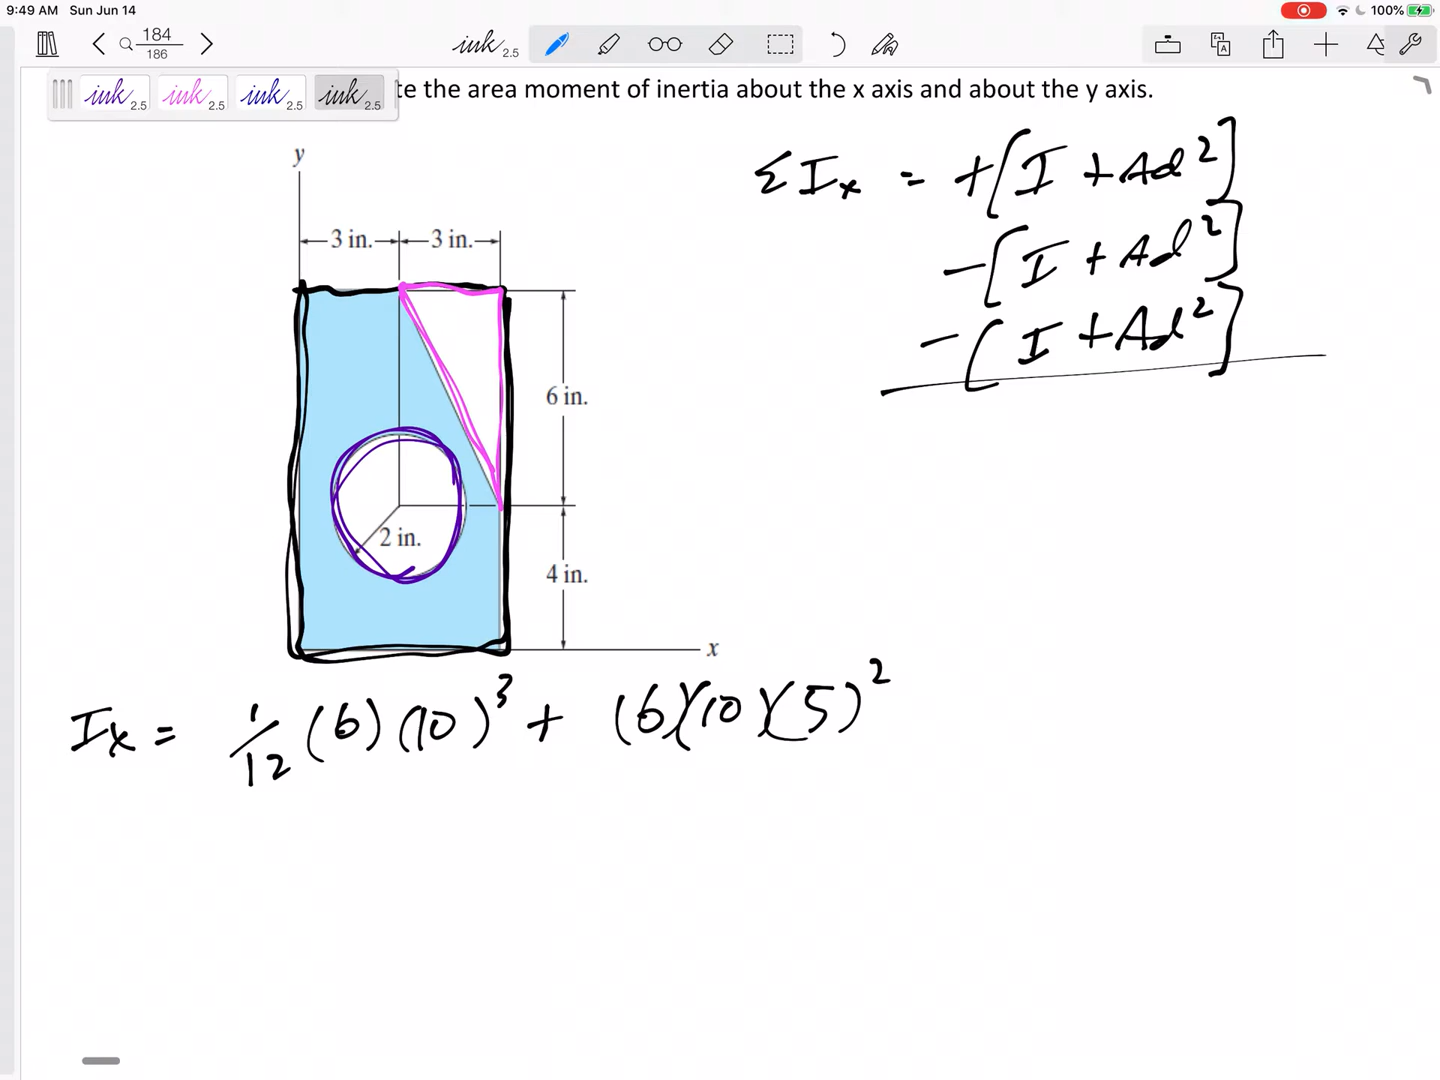 9:49 AM Sun Jun 14
100%
184
186
ink 2.5
ink 2.5 ink 2.5 ink 2.5 ink 2.5
te the area moment of inertia about the x axis and about the y axis.
y
3 in. 3 in.
6 in.
2 in.
4 in.
x
ΣIx = +[I + Ad²]
-[I + Ad²]
-[I + Ad²]
Ix = 1/12 (6)(10)³ + (6)(10)(5)²